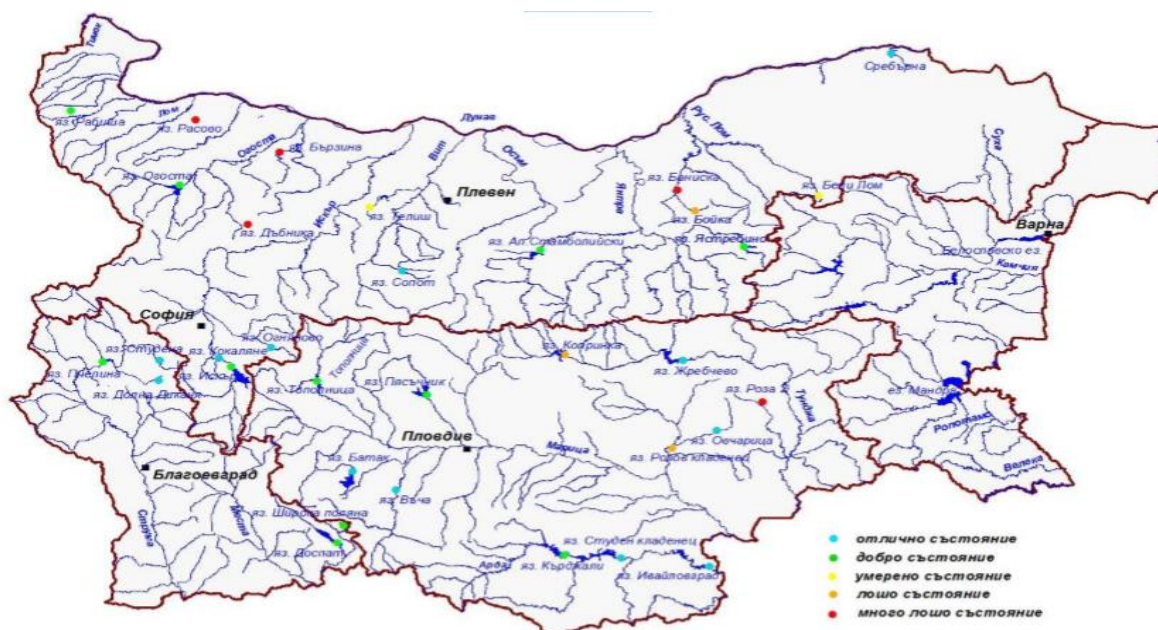 Тимок
Сребърна
яз. Рабиша
Лом
яз. Расово
Дунав
Рус. Лом
Суха
Огоста
яз. Бързина
Вит
Осъм
яз. Огоста
Плевен
Янтра
яз. Баниска
яз. Бели Лом
Искър
яз. Телиш
яз. Бойка
яз. Дъбника
яз. Ал.Стамболийски
яз. Ястребино
Варна
Белославско ез.
Камчия
яз. Сопот
София
яз. Огняново
яз. Студена
яз. Кокаляне
Тополница
яз. Копринка
яз. Пчелина
яз. Искър
яз. Тополница
яз. Пясъчник
яз. Жребчево
яз. Долна Диканя
яз. Роза 2
Тунджа
ез. Мандра
Ропотамо
Пловдив
яз. Овчарица
Марица
яз. Розов кладенец
Велека
Благоевград
яз. Батак
яз. Въча
Струма
Места
яз. Широка поляна
яз. Доспат
яз. Студен кладенец
Арда
яз. Кърджали
яз. Ивайловград
отлично състояние
добро състояние
умерено състояние
лошо състояние
много лошо състояние